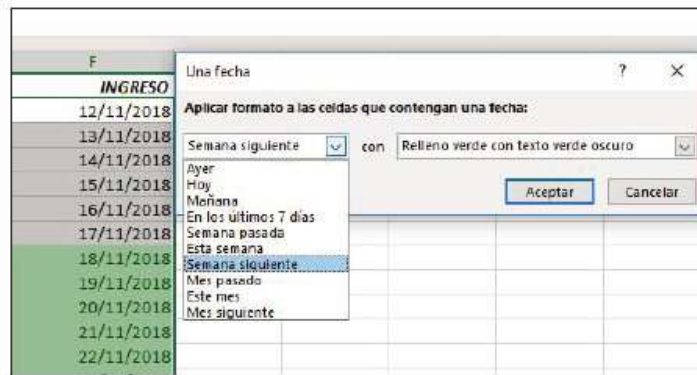 F
INGRESO
12/11/2018
13/11/2018
14/11/2018
15/11/2018
16/11/2018
17/11/2018
18/11/2018
19/11/2018
20/11/2018
21/11/2018
22/11/2018
Una fecha ? ×
Aplicar formato a las celdas que contengan una fecha:
Semana siguiente con Relleno verde con texto verde oscuro
Ayer
Hoy
Mañana
En los últimos 7 días
Semana pasada
Esta semana
Semana siguiente
Mes pasado
Este mes
Mes siguiente
Aceptar Cancelar